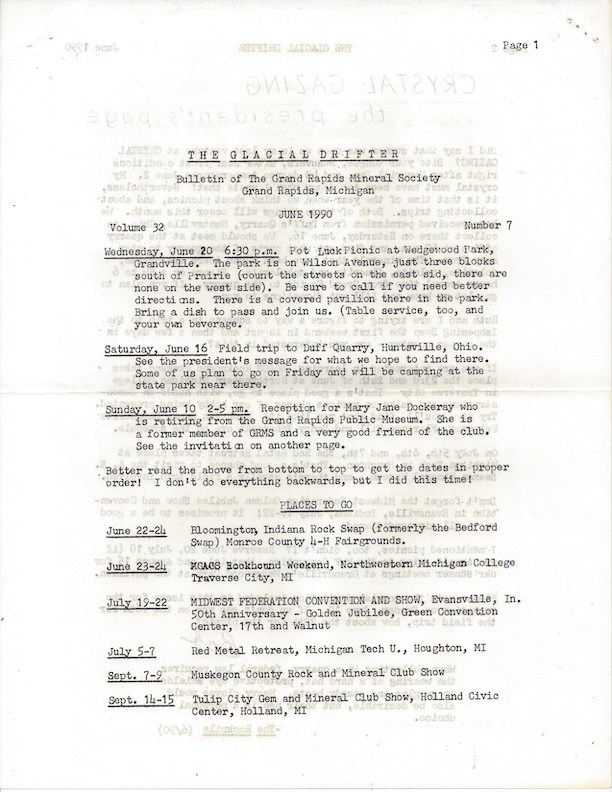 Page 1
THE GLACIAL DRIFTER
Bulletin of The Grand Rapids Mineral Society
Grand Rapids, Michigan
JUNE 1990
Volume 32 Number 7
Wednesday, June 20 6:30 p.m. Pot Luck Picnic at Wedgewood Park,
Grandville. The park is on Wilson Avenue, just three blocks
south of Prairie (count the streets on the east sid, there are
none on the west side). Be sure to call if you need better
directions. There is a covered pavilion there in the park.
Bring a dish to pass and join us. (Table service, too, and
your own beverage.
Saturday, June 16 Field trip to Duff Quarry, Huntsville, Ohio.
See the president's message for what we hope to find there.
Some of us plan to go on Friday and will be camping at the
state park near there.
Sunday, June 10 2-5 pm. Reception for Mary Jane Dockeray who
is retiring from the Grand Rapids Public Museum. She is
a former member of GRMS and a very good friend of the club.
See the invitation on another page.
Better read the above from bottom to top to get the dates in proper
order! I don't do everything backwards, but I did this time!
PLACES TO GO
June 22-24 Bloomington, Indiana Rock Swap (formerly the Bedford
Swap) Monroe County 4-H Fairgrounds.
June 23-24 MGAGS Rockhound Weekend, Northwestern Michigan College
Traverse City, MI
July 19-22 MIDWEST FEDERATION CONVENTION AND SHOW, Evansville, In.
50th Anniversary - Golden Jubilee, Green Convention
Center, 17th and Walnut
July 5-7 Red Metal Retreat, Michigan Tech U., Houghton, MI
Sept. 7-9 Muskegon County Rock and Mineral Club Show
Sept. 14-15 Tulip City Gem and Mineral Club Show, Holland Civic
Center, Holland, MI